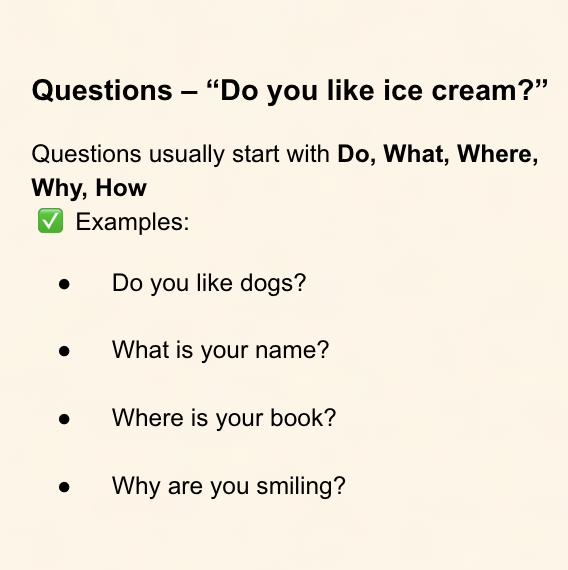 Questions – “Do you like ice cream?”
Questions usually start with Do, What, Where,
Why, How
✅ Examples:
● Do you like dogs?
● What is your name?
● Where is your book?
● Why are you smiling?